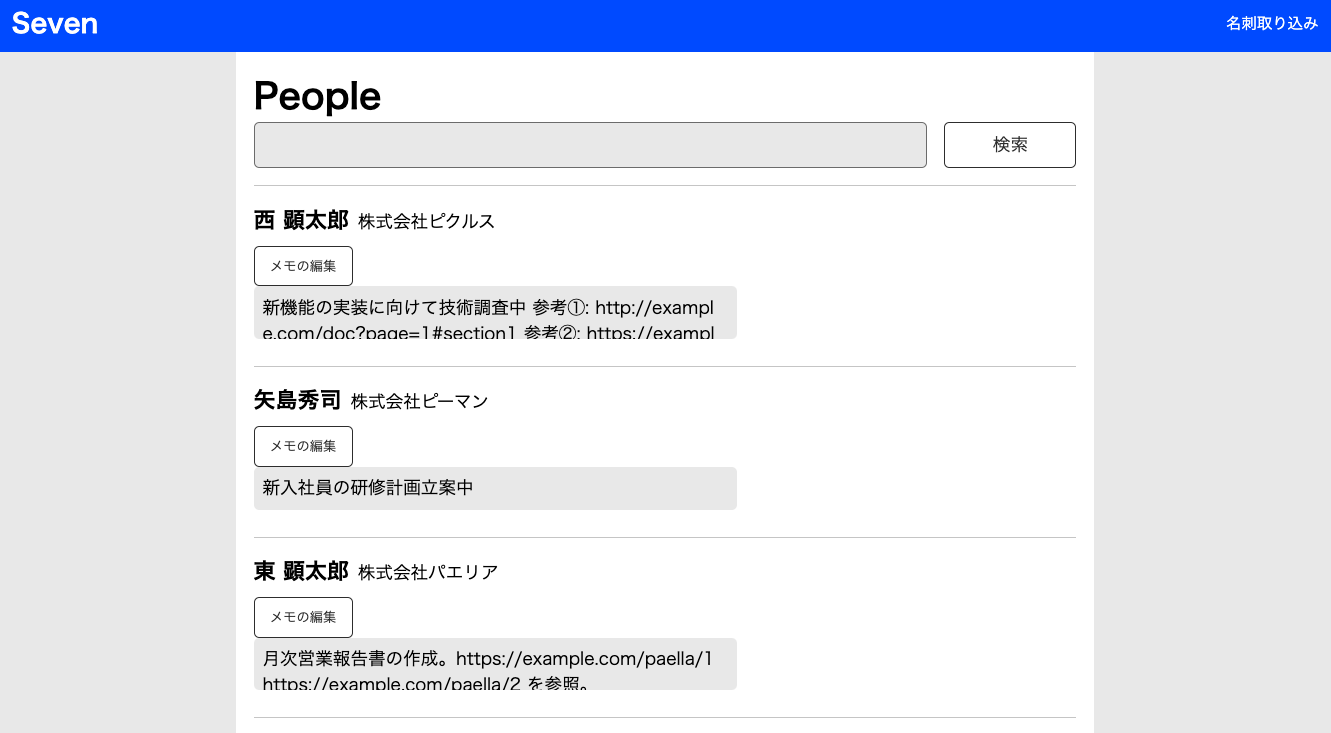 Seven
名刺取り込み
People
検索
西 顕太郎 株式会社ピクルス
メモの編集
新機能の実装に向けて技術調査中 参考①: http://exampl
e.com/doc?page=1#section1 参考②: https://exampl
矢島秀司 株式会社ピーマン
メモの編集
新入社員の研修計画立案中
東 顕太郎 株式会社パエリア
メモの編集
月次営業報告書の作成。https://example.com/paella/1
https://example.com/paella/2 を参照。